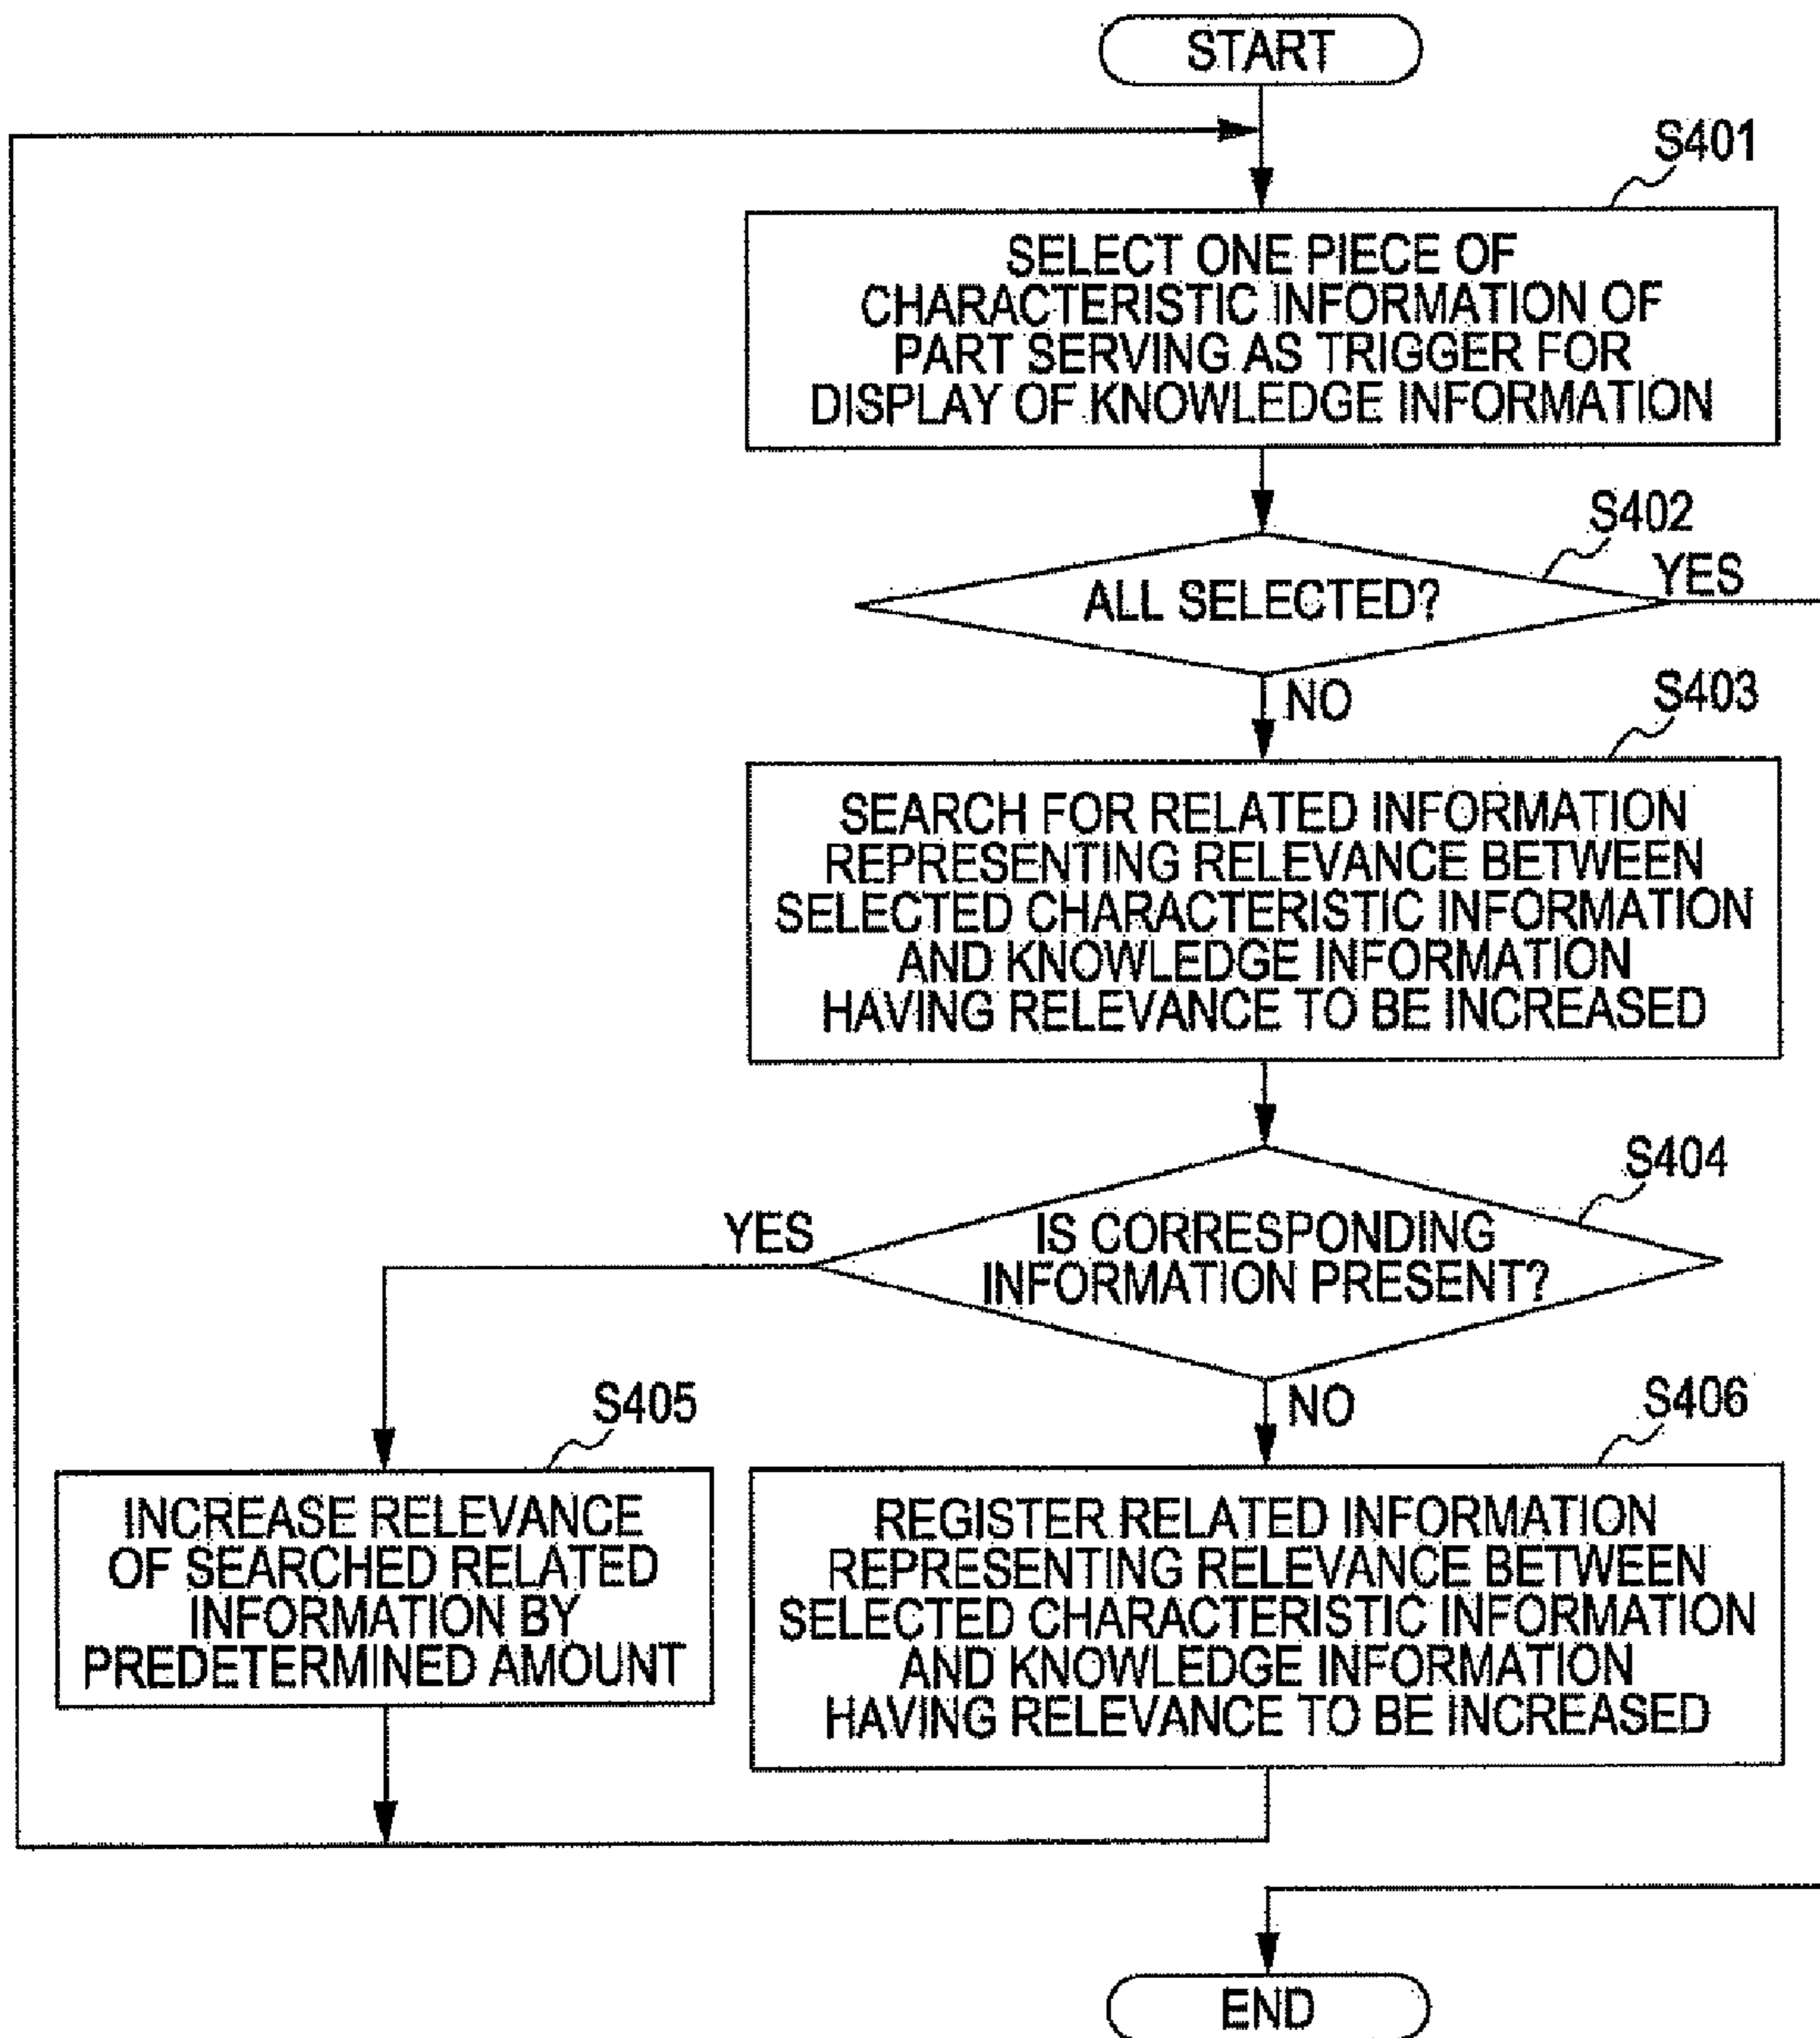 START
S401
SELECT ONE PIECE OF
CHARACTERISTIC INFORMATION OF
PART SERVING AS TRIGGER FOR
DISPLAY OF KNOWLEDGE INFORMATION
S402
ALL SELECTED?
YES
NO
S403
SEARCH FOR RELATED INFORMATION
REPRESENTING RELEVANCE BETWEEN
SELECTED CHARACTERISTIC INFORMATION
AND KNOWLEDGE INFORMATION
HAVING RELEVANCE TO BE INCREASED
S404
IS CORRESPONDING
INFORMATION PRESENT?
YES
NO
S405
INCREASE RELEVANCE
OF SEARCHED RELATED
INFORMATION BY
PREDETERMINED AMOUNT
S406
REGISTER RELATED INFORMATION
REPRESENTING RELEVANCE BETWEEN
SELECTED CHARACTERISTIC INFORMATION
AND KNOWLEDGE INFORMATION
HAVING RELEVANCE TO BE INCREASED
END